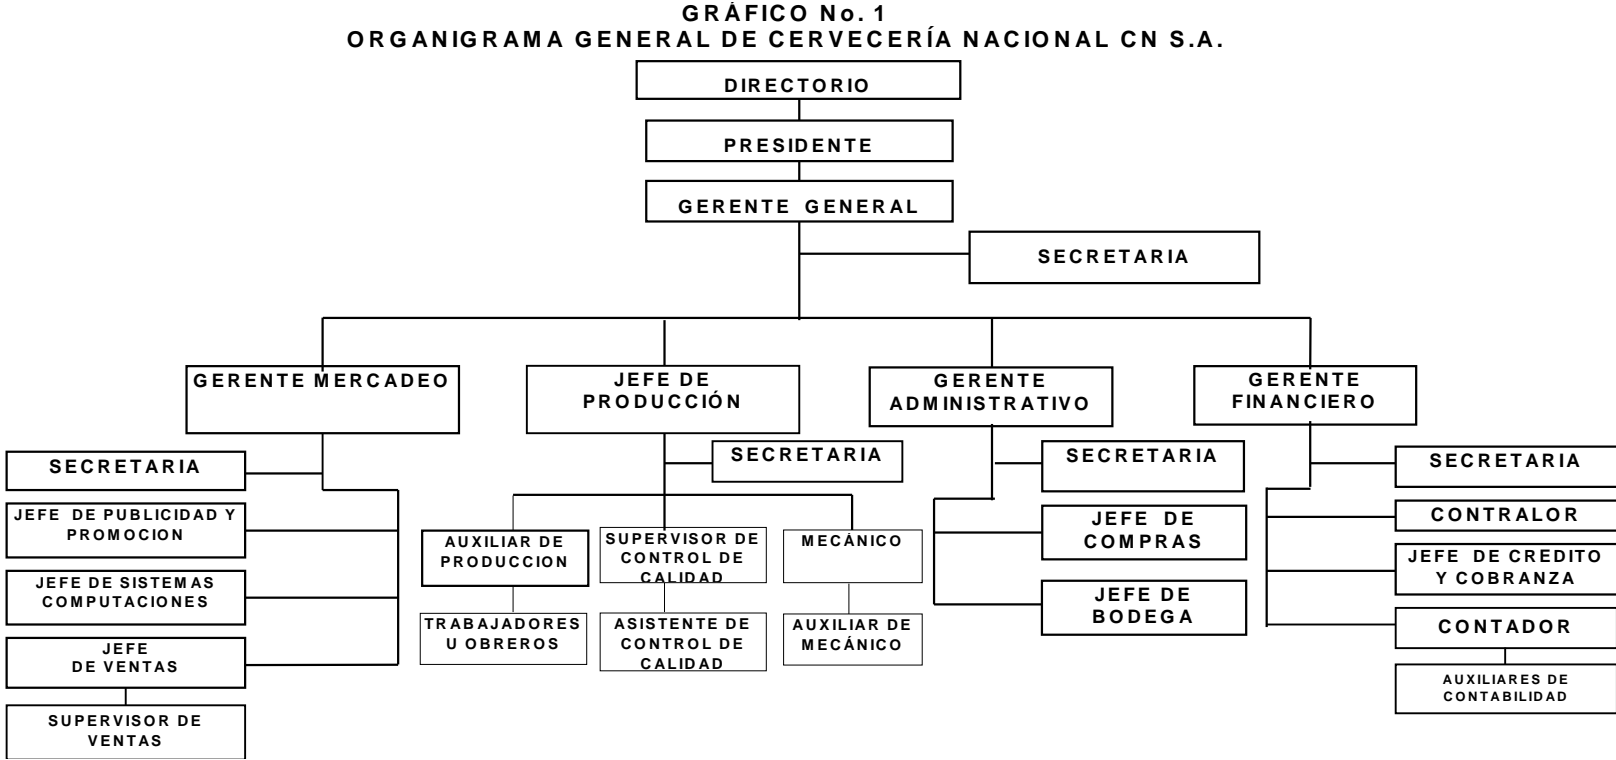 GRÁFICO No. 1
ORGANIGRAMA GENERAL DE CERVECERÍA NACIONAL CN S.A.
DIRECTORIO
PRESIDENTE
GERENTE GENERAL
SECRETARIA
GERENTE MERCADEO
JEFE DE
PRODUCCIÓN
GERENTE
ADMINISTRATIVO
GERENTE
FINANCIERO
SECRETARIA
JEFE DE PUBLICIDAD Y
PROMOCION
JEFE DE SISTEMAS
COMPUTACIONES
JEFE
DE VENTAS
SUPERVISOR DE
VENTAS
SECRETARIA
AUXILIAR DE
PRODUCCION
SUPERVISOR DE
CONTROL DE
CALIDAD
MECÁNICO
TRABAJADORES
U OBREROS
ASISTENTE DE
CONTROL DE
CALIDAD
AUXILIAR DE
MECÁNICO
SECRETARIA
JEFE DE
COMPRAS
JEFE DE
BODEGA
SECRETARIA
CONTRALOR
JEFE DE CREDITO
Y COBRANZA
CONTADOR
AUXILIARES DE
CONTABILIDAD